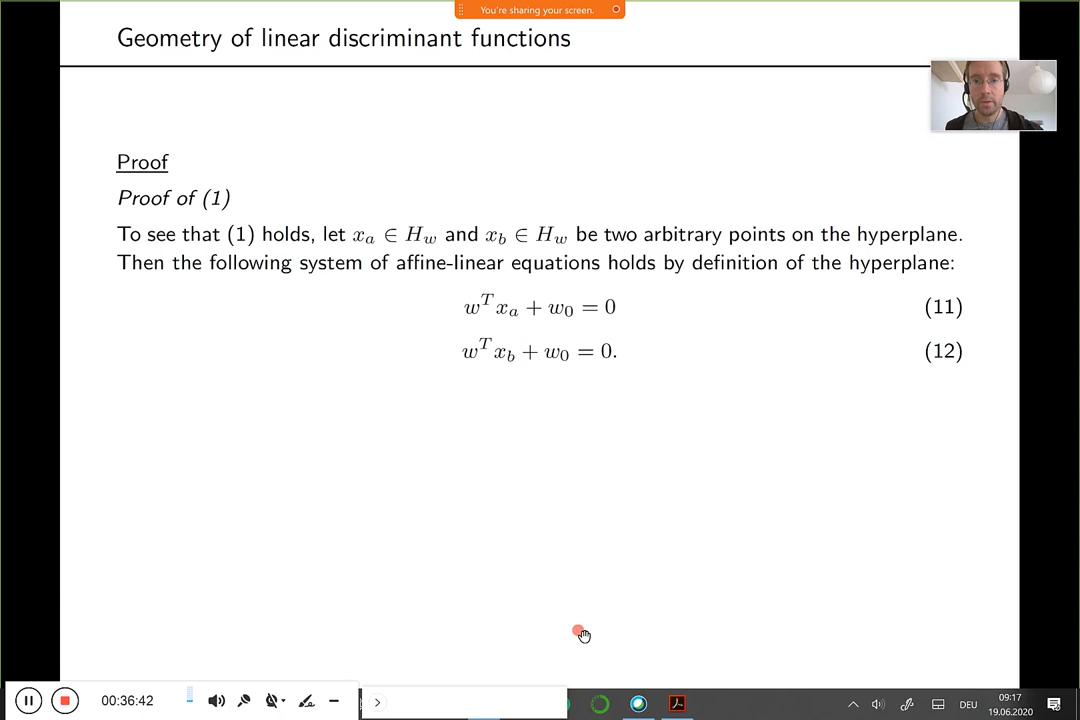 You're sharing your screen.
Geometry of linear discriminant functions
Proof
Proof of (1)
To see that (1) holds, let $x_a \in H_w$ and $x_b \in H_w$ be two arbitrary points on the hyperplane.
Then the following system of affine-linear equations holds by definition of the hyperplane:
$w^T x_a + w_0 = 0$ (11)
$w^T x_b + w_0 = 0.$ (12)
00:36:42
DEU
09:17
19.06.2020